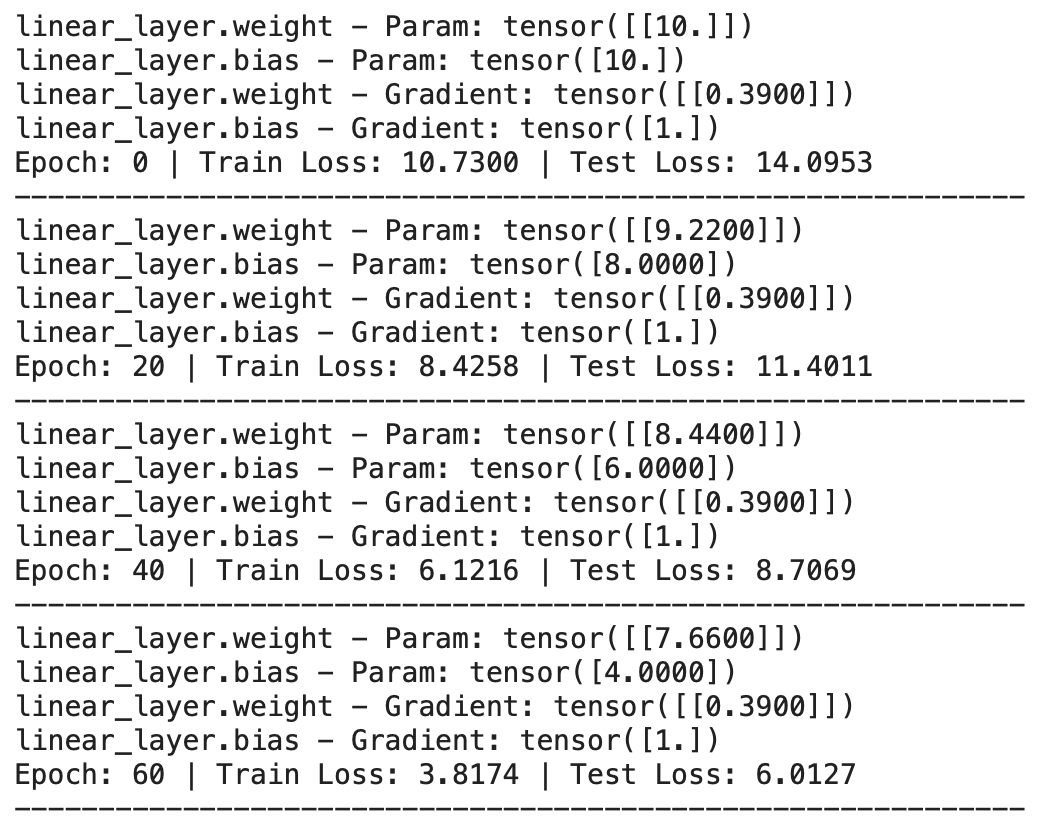 linear_layer.weight – Param: tensor([[10.]])
linear_layer.bias – Param: tensor([10.])
linear_layer.weight – Gradient: tensor([[0.3900]])
linear_layer.bias – Gradient: tensor([1.])
Epoch: 0 | Train Loss: 10.7300 | Test Loss: 14.0953
------------------------------------------------------------
linear_layer.weight – Param: tensor([[9.2200]])
linear_layer.bias – Param: tensor([8.0000])
linear_layer.weight – Gradient: tensor([[0.3900]])
linear_layer.bias – Gradient: tensor([1.])
Epoch: 20 | Train Loss: 8.4258 | Test Loss: 11.4011
------------------------------------------------------------
linear_layer.weight – Param: tensor([[8.4400]])
linear_layer.bias – Param: tensor([6.0000])
linear_layer.weight – Gradient: tensor([[0.3900]])
linear_layer.bias – Gradient: tensor([1.])
Epoch: 40 | Train Loss: 6.1216 | Test Loss: 8.7069
------------------------------------------------------------
linear_layer.weight – Param: tensor([[7.6600]])
linear_layer.bias – Param: tensor([4.0000])
linear_layer.weight – Gradient: tensor([[0.3900]])
linear_layer.bias – Gradient: tensor([1.])
Epoch: 60 | Train Loss: 3.8174 | Test Loss: 6.0127
------------------------------------------------------------